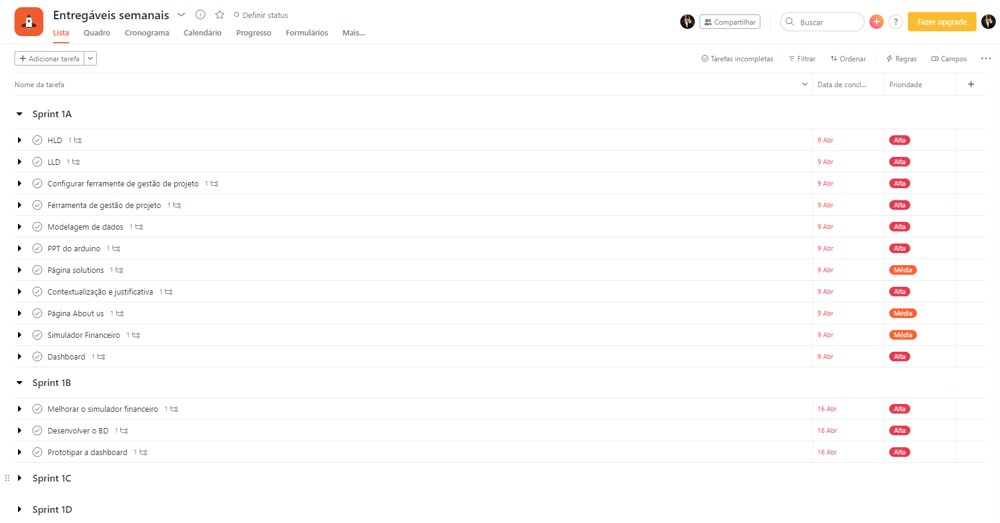 Entregáveis semanais Definir status
Lista Quadro Cronograma Calendário Progresso Formulários Mais...
Compartilhar Buscar + ? Fazer upgrade
+ Adicionar tarefa Tarefas incompletas Filtrar Ordenar Regras Campos ...
Nome da tarefa Data de concl... Prioridade +
Sprint 1A
HLD 1 9 Abr Alta
LLD 1 9 Abr Alta
Configurar ferramente de gestão de projeto 1 9 Abr Alta
Ferramenta de gestão de projeto 1 9 Abr Alta
Modelagem de dados 1 9 Abr Alta
PPT do arduino 1 9 Abr Alta
Página solutions 1 9 Abr Média
Contextualização e justificativa 1 9 Abr Alta
Página About us 1 9 Abr Média
Simulador Financeiro 1 9 Abr Média
Dashboard 1 9 Abr Alta
Sprint 1B
Melhorar o simulador financeiro 1 16 Abr Alta
Desenvolver o BD 1 16 Abr Alta
Prototipar a dashboard 1 16 Abr Alta
Sprint 1C
Sprint 1D